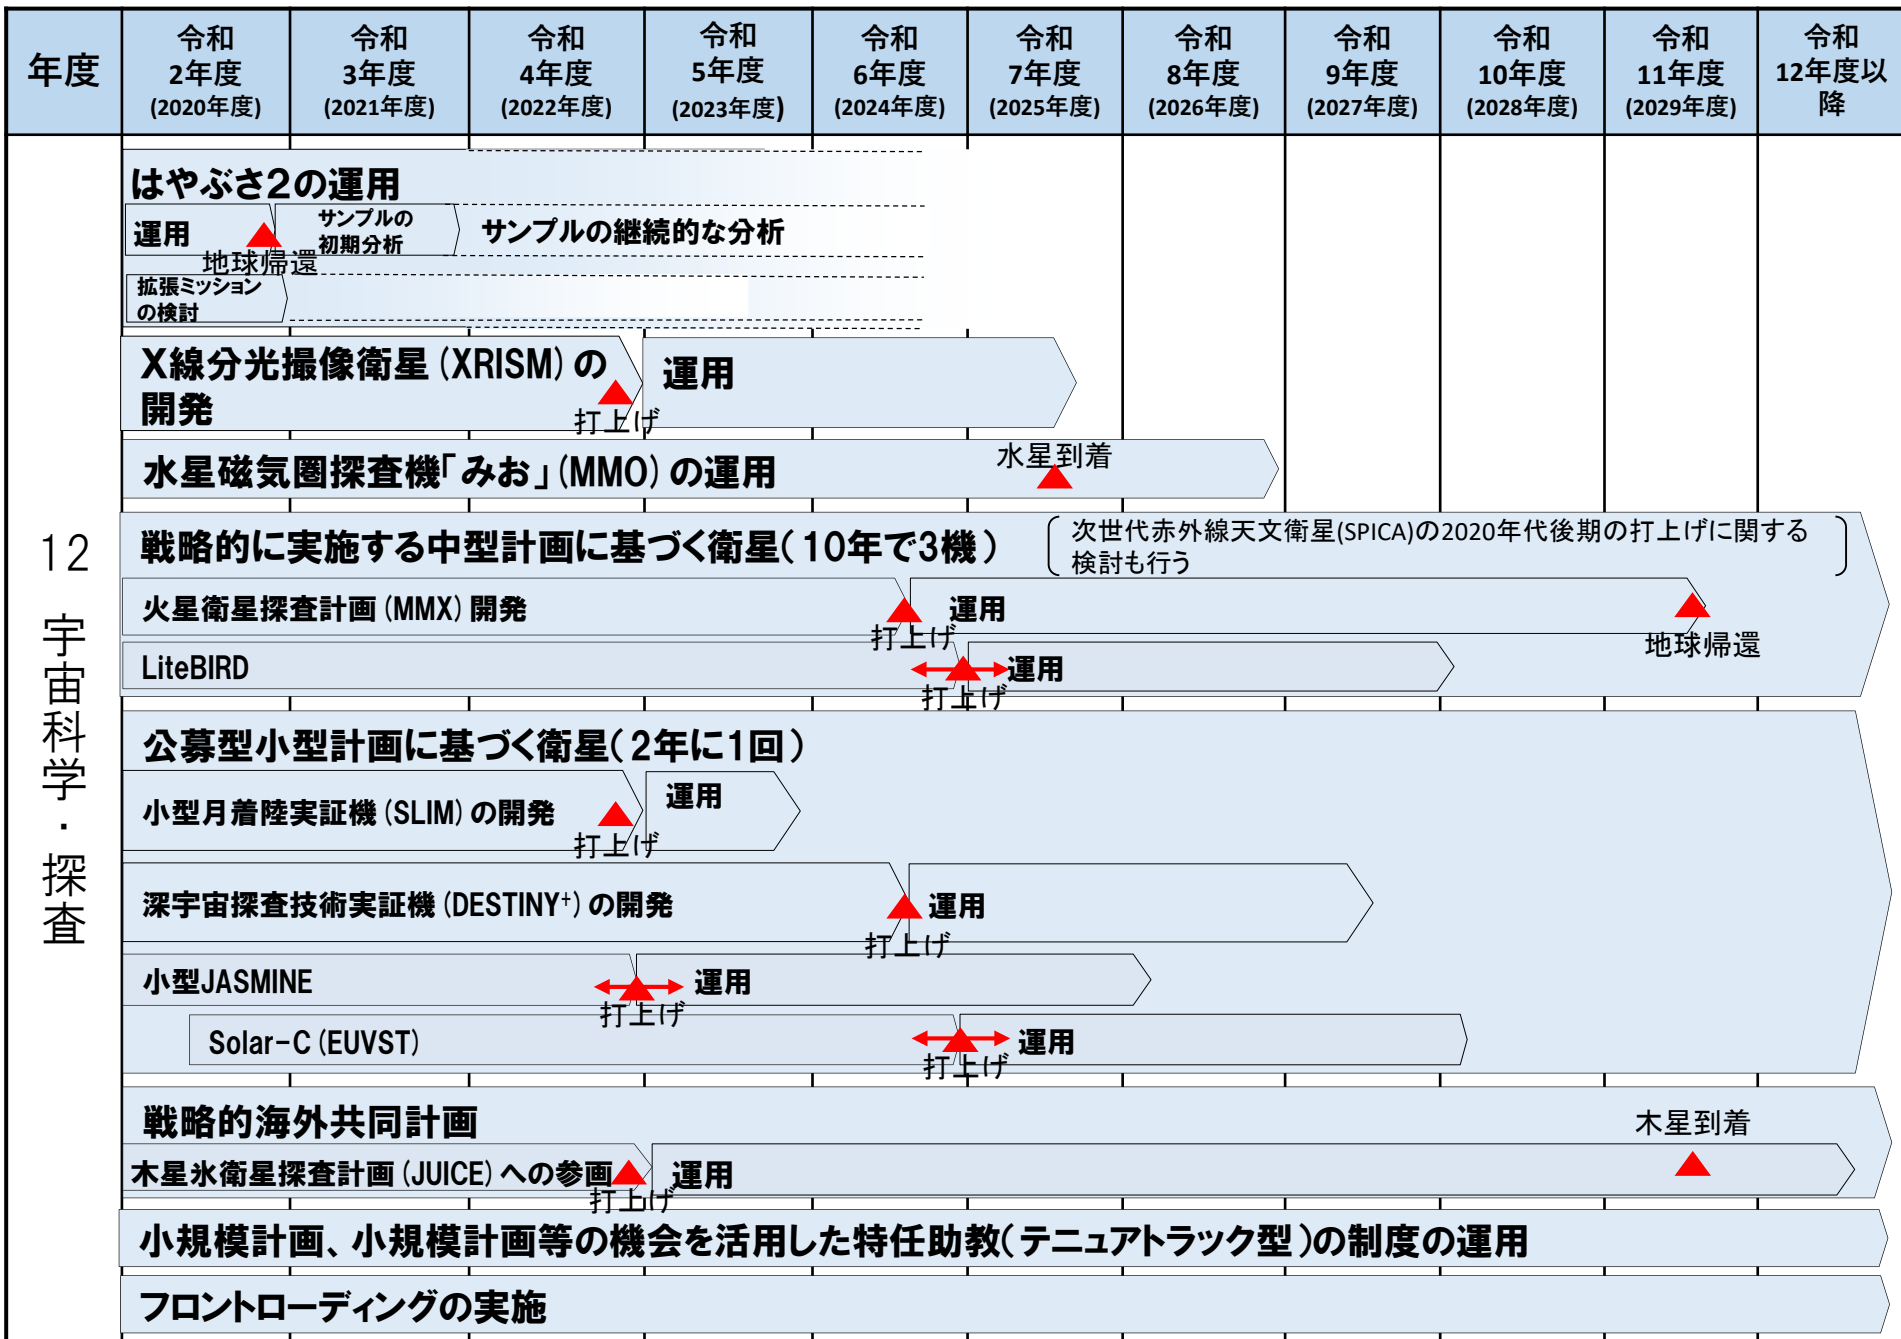 年度
令和
2年度
(2020年度)
令和
3年度
(2021年度)
令和
4年度
(2022年度)
令和
5年度
(2023年度)
令和
6年度
(2024年度)
令和
7年度
(2025年度)
令和
8年度
(2026年度)
令和
9年度
(2027年度)
令和
10年度
(2028年度)
令和
11年度
(2029年度)
令和
12年度以
降
12 宇宙科学・探査
はやぶさ2の運用
運用
地球帰還
サンプルの
初期分析
サンプルの継続的な分析
拡張ミッション
の検討
X線分光撮像衛星(XRISM)の
開発
打上げ
運用
水星磁気圏探査機「みお」(MMO)の運用
水星到着
戦略的に実施する中型計画に基づく衛星(10年で3機)
次世代赤外線天文衛星(SPICA)の2020年代後期の打上げに関する
検討も行う
火星衛星探査計画(MMX)開発
打上げ
運用
地球帰還
LiteBIRD
打上げ
運用
公募型小型計画に基づく衛星(2年に1回)
小型月着陸実証機(SLIM)の開発
打上げ
運用
深宇宙探査技術実証機(DESTINY⁺)の開発
打上げ
運用
小型JASMINE
打上げ
運用
Solar-C(EUVST)
打上げ
運用
戦略的海外共同計画
木星氷衛星探査計画(JUICE)への参画
打上げ
運用
木星到着
小規模計画、小規模計画等の機会を活用した特任助教(テニュアトラック型)の制度の運用
フロントローディングの実施